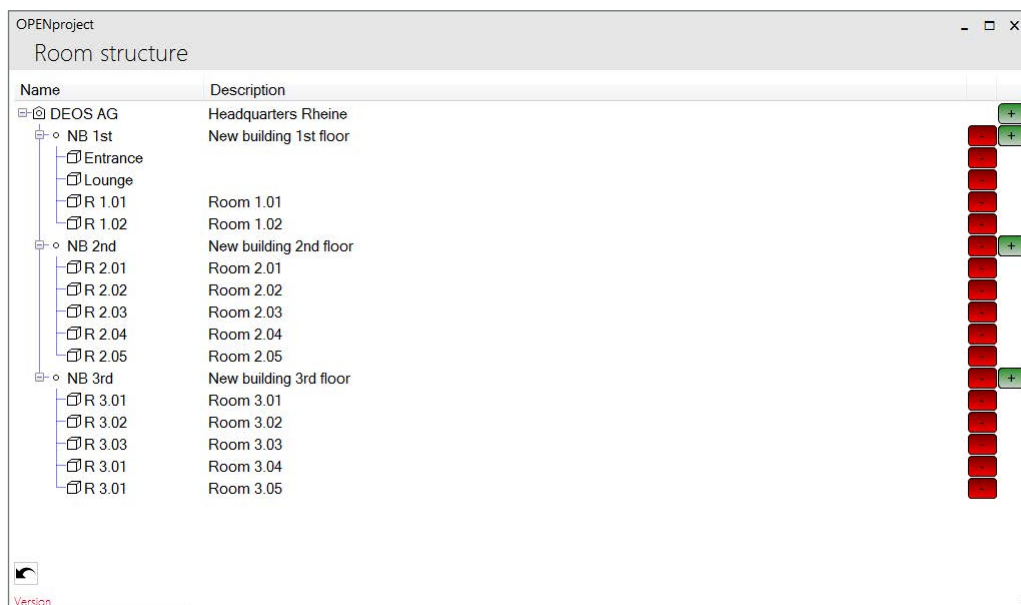 OPENproject
Room structure
Name Description
DEOS AG Headquarters Rheine +
NB 1st New building 1st floor - +
Entrance -
Lounge -
R 1.01 Room 1.01 -
R 1.02 Room 1.02 -
NB 2nd New building 2nd floor - +
R 2.01 Room 2.01 -
R 2.02 Room 2.02 -
R 2.03 Room 2.03 -
R 2.04 Room 2.04 -
R 2.05 Room 2.05 -
NB 3rd New building 3rd floor - +
R 3.01 Room 3.01 -
R 3.02 Room 3.02 -
R 3.03 Room 3.03 -
R 3.01 Room 3.04 -
R 3.01 Room 3.05 -
Version